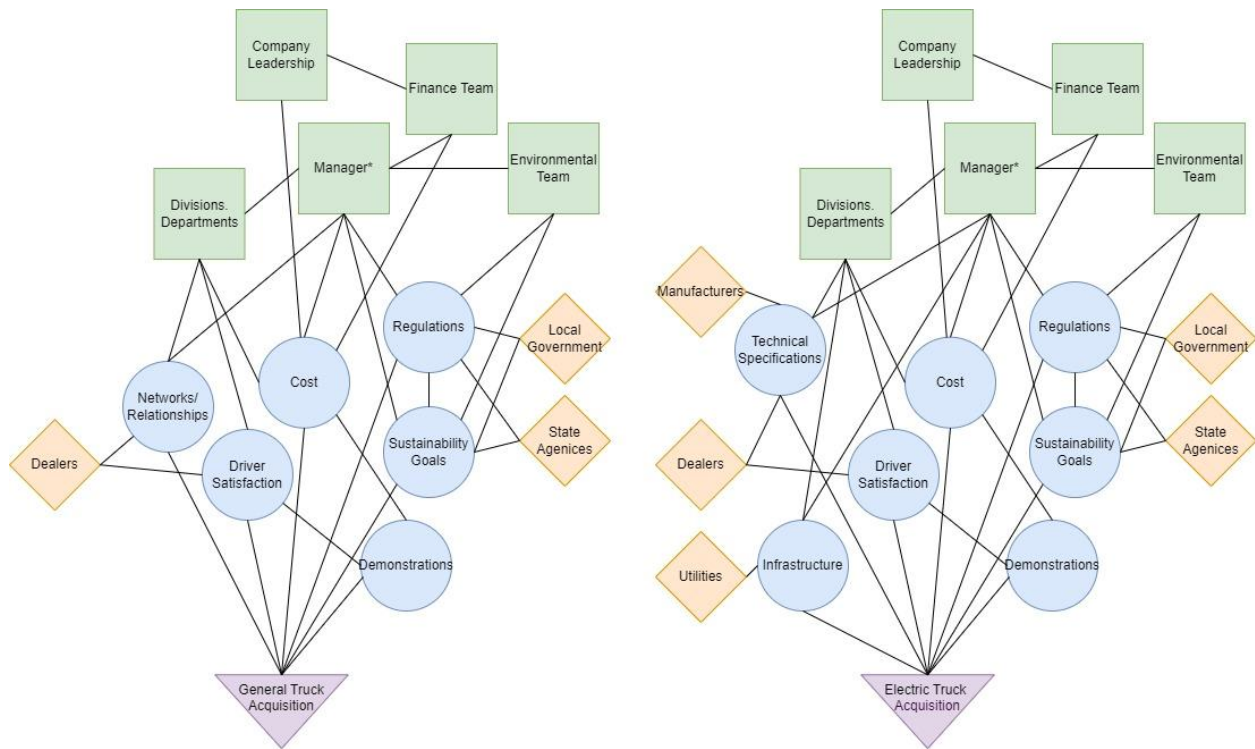 Company
Leadership
Finance Team
Manager*
Environmental
Team
Divisions.
Departments
Regulations
Local
Government
Cost
Networks/
Relationships
Sustainability
Goals
State
Agenices
Dealers
Driver
Satisfaction
Demonstrations
General Truck
Acquisition
Company
Leadership
Finance Team
Manager*
Environmental
Team
Divisions.
Departments
Manufacturers
Technical
Specifications
Regulations
Local
Government
Cost
Sustainability
Goals
State
Agenices
Dealers
Driver
Satisfaction
Utilities
Infrastructure
Demonstrations
Electric Truck
Acquisition